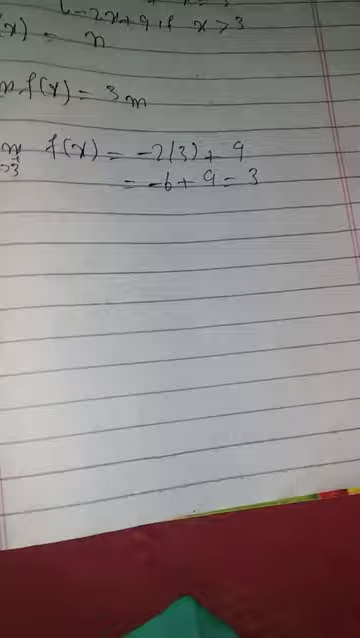 -2x+9 if x > 3
(x) = n
f(x) = 3m
f(x) = -2(3) + 9
= -6 + 9 = 3